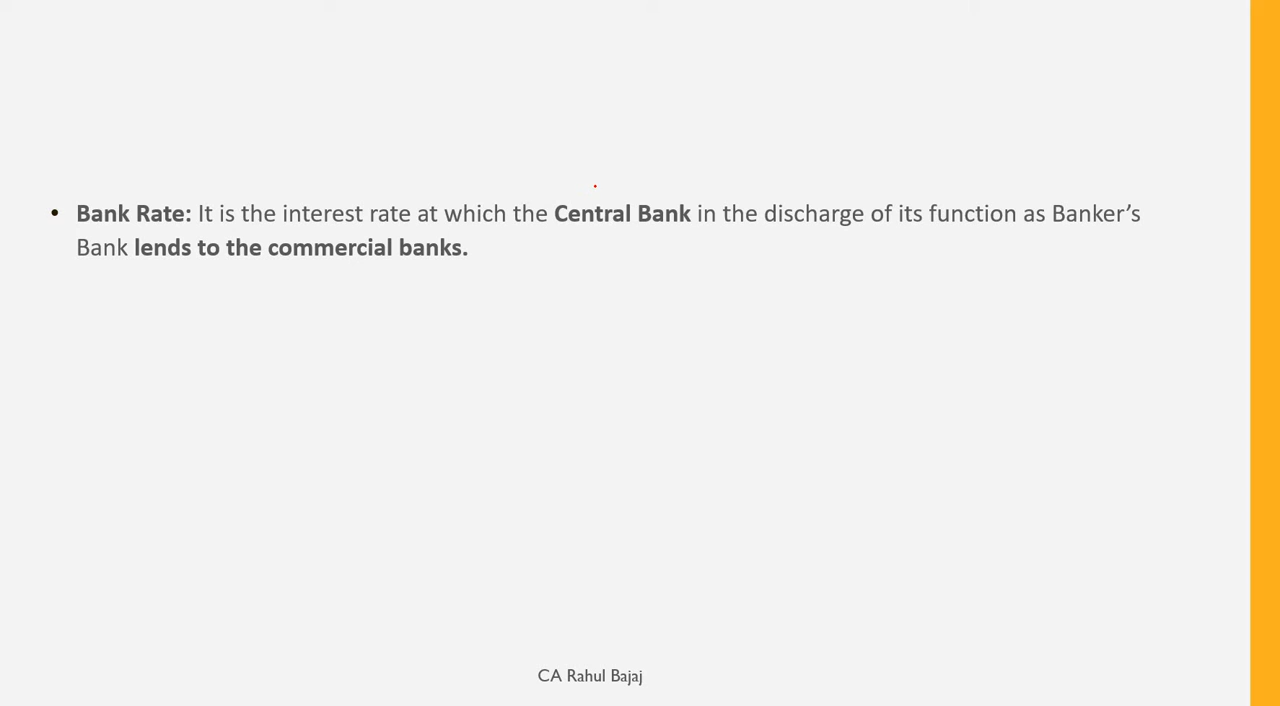 • Bank Rate: It is the interest rate at which the Central Bank in the discharge of its function as Banker’s
Bank lends to the commercial banks.
CA Rahul Bajaj